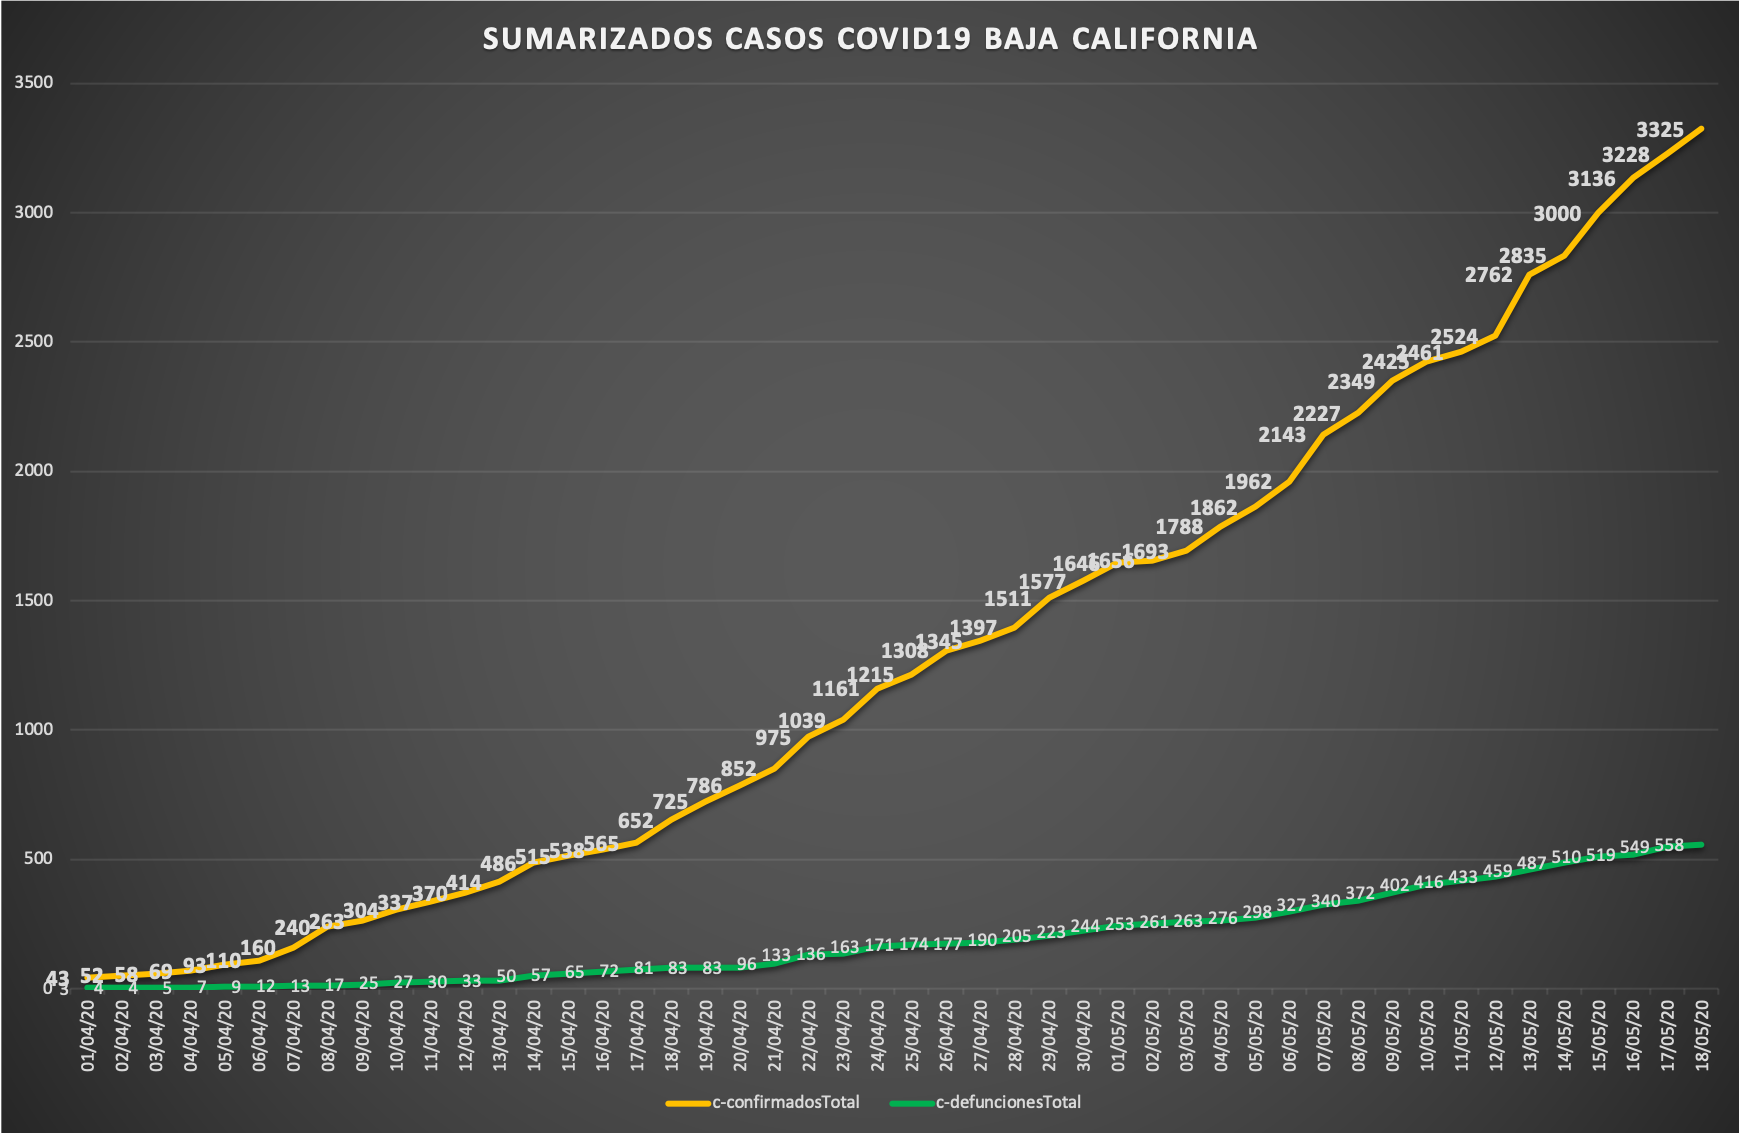 SUMARIZADOS CASOS COVID19 BAJA CALIFORNIA
3500
3000
2500
2000
1500
1000
500
0
43 52 58 69 93 110 160 240 263 304 337 370 414 486 515 538 565 652 725 786 852 975 1039 1161 1215 1308 1345 1397 1511 1577 1646 1656 1693 1788 1862 1962 2143 2227 2349 2425 2461 2524 2762 2835 3000 3136 3228 3325
3 4 4 5 7 9 12 13 17 25 27 30 33 50 57 65 72 81 83 83 96 133 136 163 171 174 177 190 205 223 244 253 261 263 276 298 327 340 372 402 416 433 459 487 510 519 549 558
01/04/20 02/04/20 03/04/20 04/04/20 05/04/20 06/04/20 07/04/20 08/04/20 09/04/20 10/04/20 11/04/20 12/04/20 13/04/20 14/04/20 15/04/20 16/04/20 17/04/20 18/04/20 19/04/20 20/04/20 21/04/20 22/04/20 23/04/20 24/04/20 25/04/20 26/04/20 27/04/20 28/04/20 29/04/20 30/04/20 01/05/20 02/05/20 03/05/20 04/05/20 05/05/20 06/05/20 07/05/20 08/05/20 09/05/20 10/05/20 11/05/20 12/05/20 13/05/20 14/05/20 15/05/20 16/05/20 17/05/20 18/05/20
c-confirmadosTotal c-defuncionesTotal